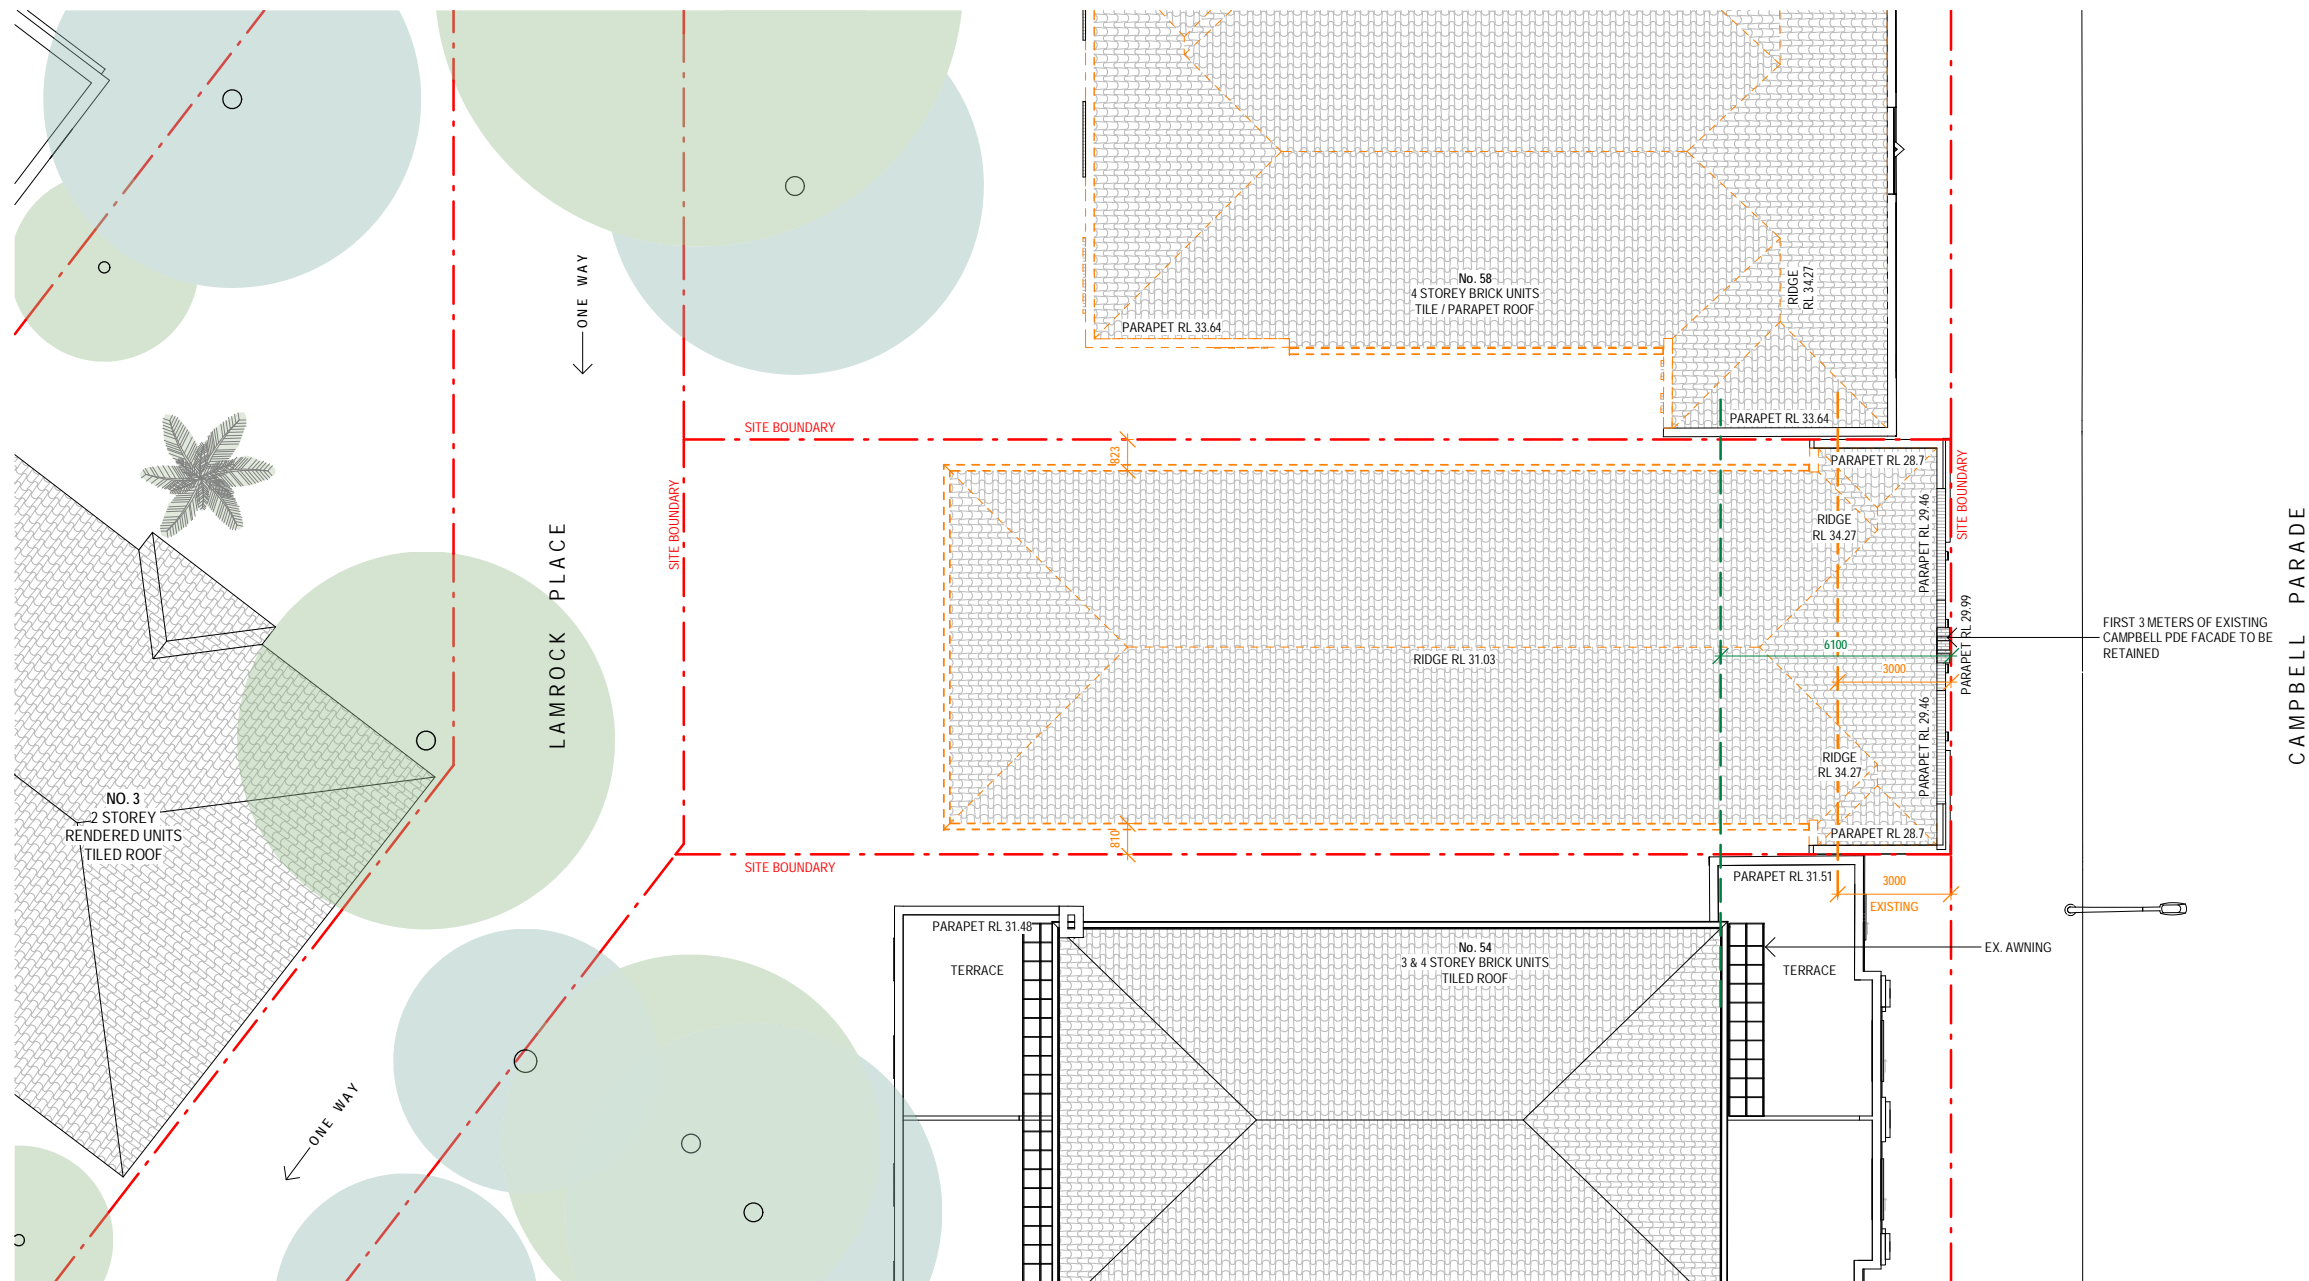 ONE WAY
No. 58
4 STOREY BRICK UNITS
TILE / PARAPET ROOF
RIDGE
RL 34.27
PARAPET RL 33.64
PARAPET RL 33.64
SITE BOUNDARY
823
PARAPET RL 28.7
SITE BOUNDARY
SITE BOUNDARY
RIDGE
RL 34.27
PARAPET RL 29.46
LAMROCK PLACE
CAMPBELL PARADE
PARAPET RL 29.99
FIRST 3 METERS OF EXISTING
CAMPBELL PDE FACADE TO BE
RETAINED
6100
RIDGE RL 31.03
3000
PARAPET RL 29.46
RIDGE
RL 34.27
NO. 3
2 STOREY
RENDERED UNITS
TILED ROOF
810
PARAPET RL 28.7
SITE BOUNDARY
PARAPET RL 31.51
3000
EXISTING
PARAPET RL 31.48
No. 54
3 & 4 STOREY BRICK UNITS
TILED ROOF
EX. AWNING
TERRACE
TERRACE
ONE WAY